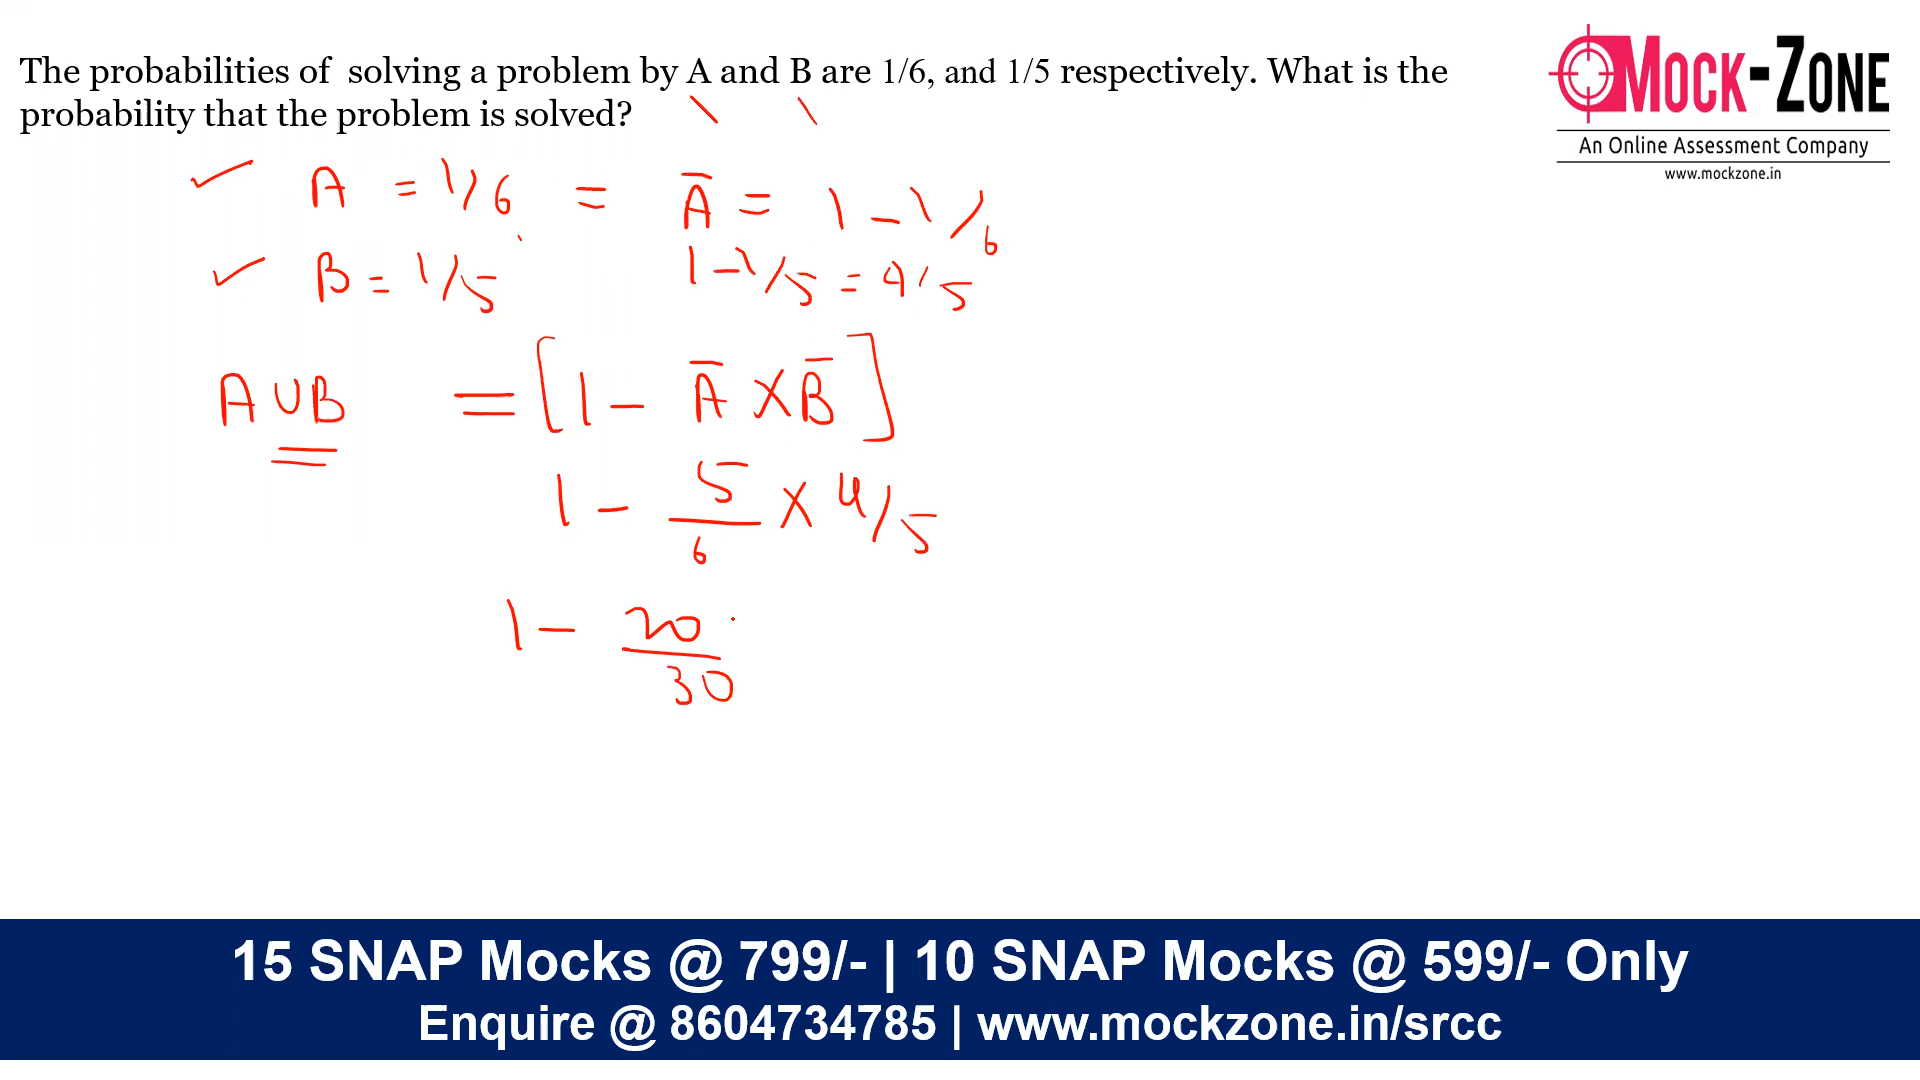 The probabilities of solving a problem by A and B are 1/6, and 1/5 respectively. What is the
probability that the problem is solved?
MOCK-ZONE
An Online Assessment Company
www.mockzone.in
A = 1/6 = A̅ = 1 - 1/6
B = 1/5 1 - 1/5 = 4/5
A∪B = [1 - A̅ × B̅]
1 - 5/6 × 4/5
1 - 20/30
15 SNAP Mocks @ 799/- | 10 SNAP Mocks @ 599/- Only
Enquire @ 8604734785 | www.mockzone.in/srcc